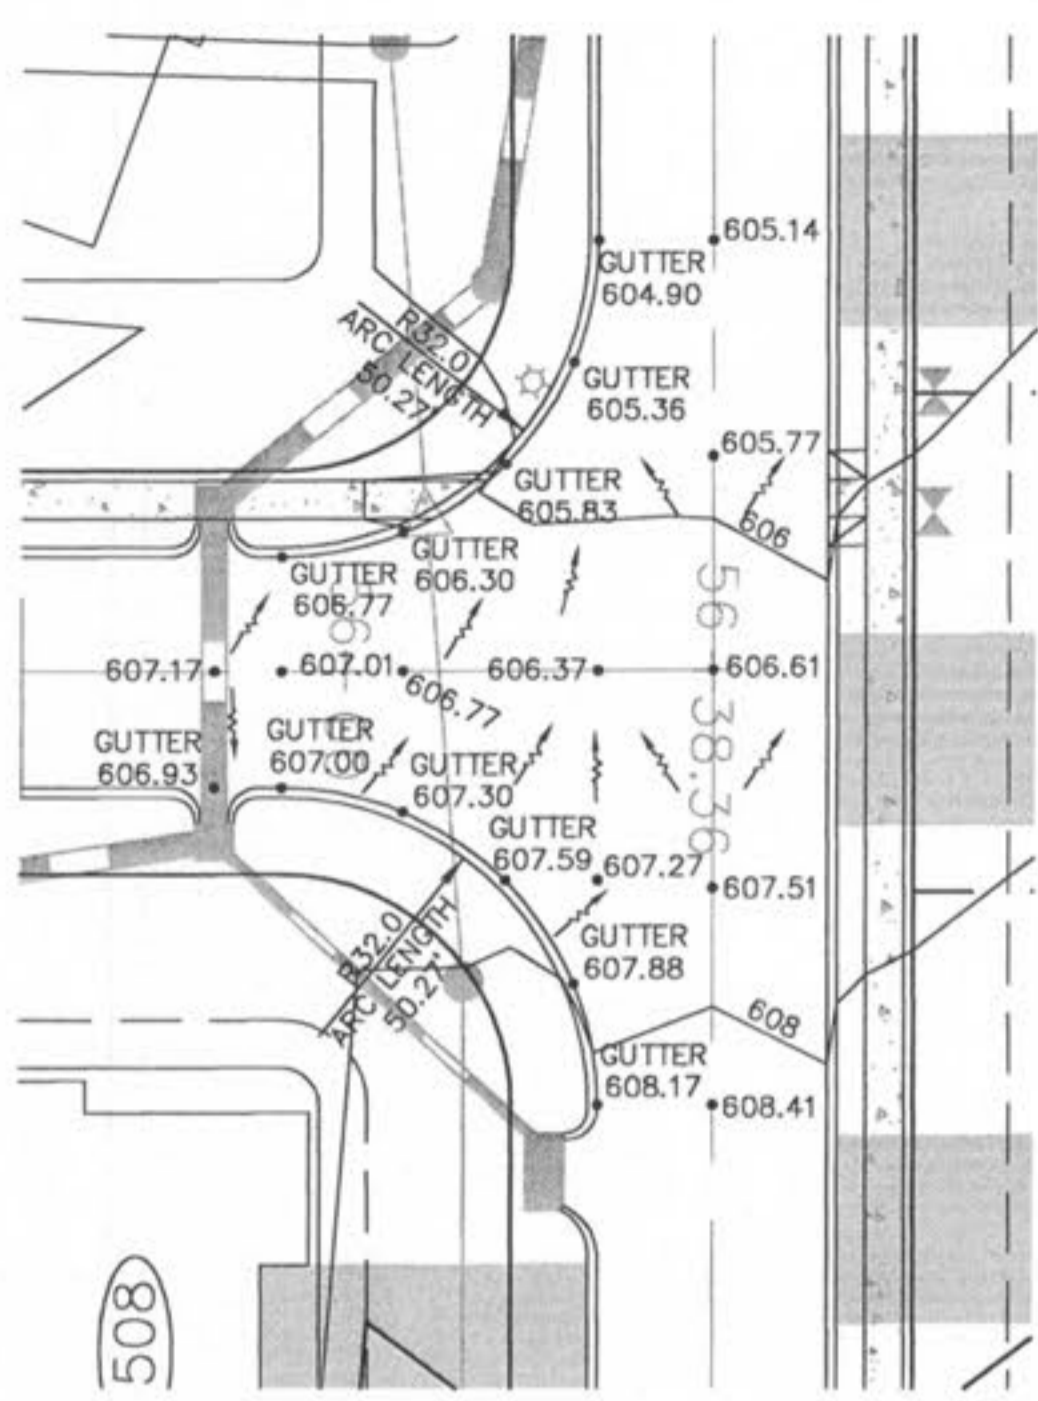 605.14
GUTTER
604.90
R32.0
ARC LENGTH
50.27'
GUTTER
605.36
605.77
GUTTER
605.83
606
GUTTER
606.30
GUTTER
606.77
56
607.17
607.01
606.77
606.37
606.61
38.36
GUTTER
606.93
GUTTER
607.00
GUTTER
607.30
GUTTER
607.59
607.27
607.51
GUTTER
607.88
R32.0
ARC LENGTH
50.27'
608
GUTTER
608.17
608.41
508